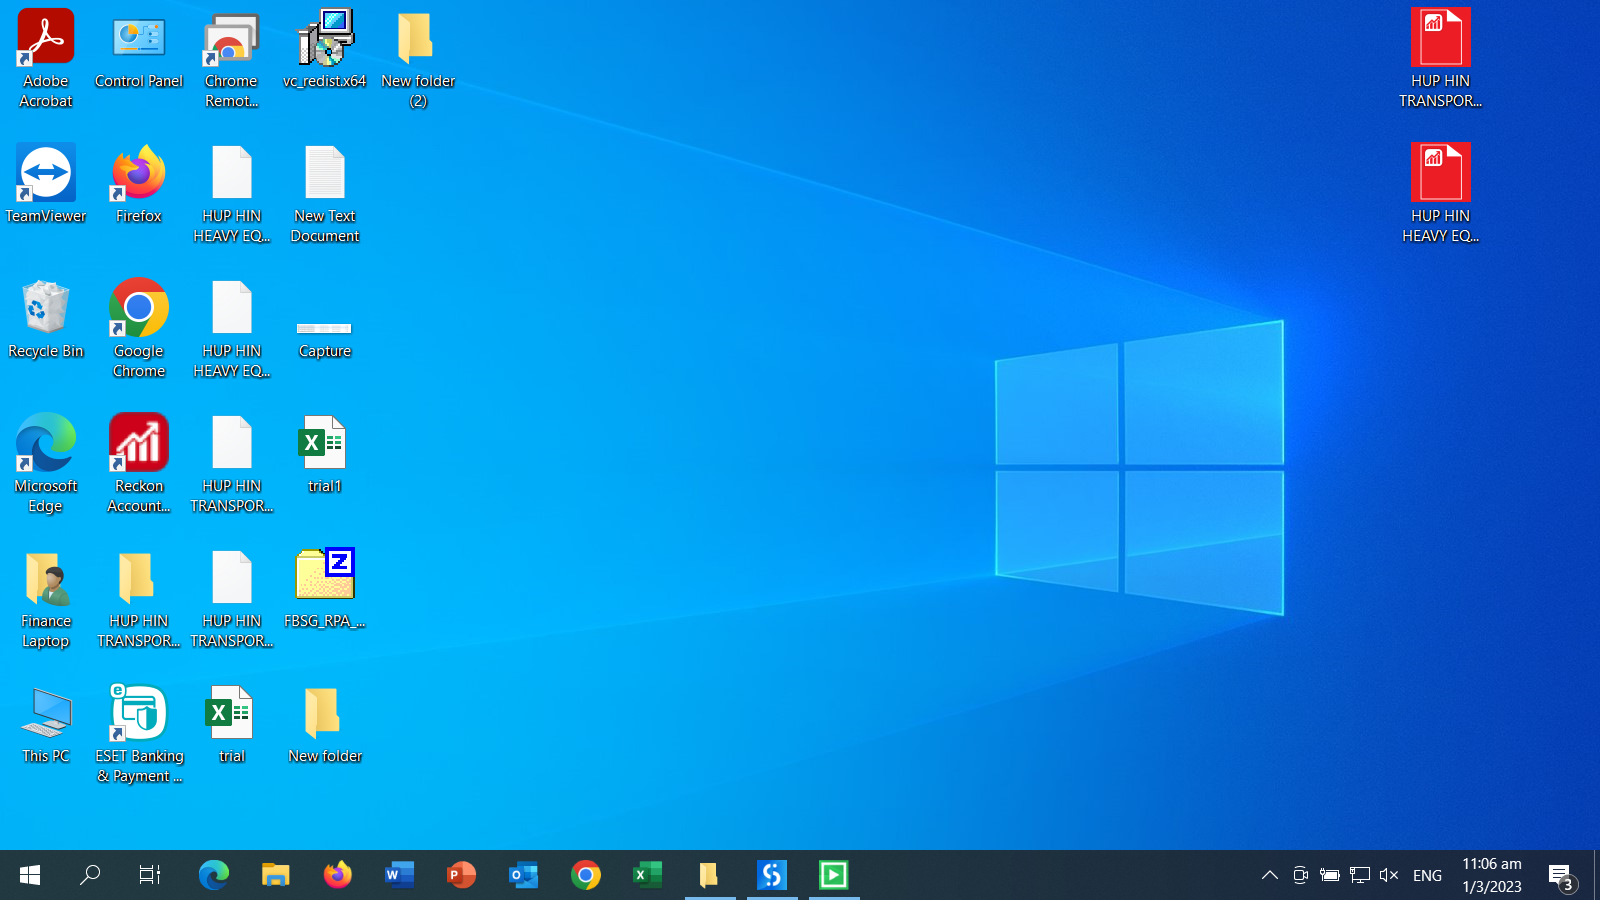 Adobe
Acrobat
Control Panel
Chrome
Remot...
vc_redist.x64
New folder
(2)
HUP HIN
TRANSPOR...
TeamViewer
Firefox
HUP HIN
HEAVY EQ...
New Text
Document
HUP HIN
HEAVY EQ...
Recycle Bin
Google
Chrome
HUP HIN
HEAVY EQ...
Capture
Microsoft
Edge
Reckon
Account...
HUP HIN
TRANSPOR...
trial1
Finance
Laptop
HUP HIN
TRANSPOR...
HUP HIN
TRANSPOR...
FBSG_RPA_...
This PC
ESET Banking
& Payment ...
trial
New folder
ENG
11:06 am
1/3/2023
3